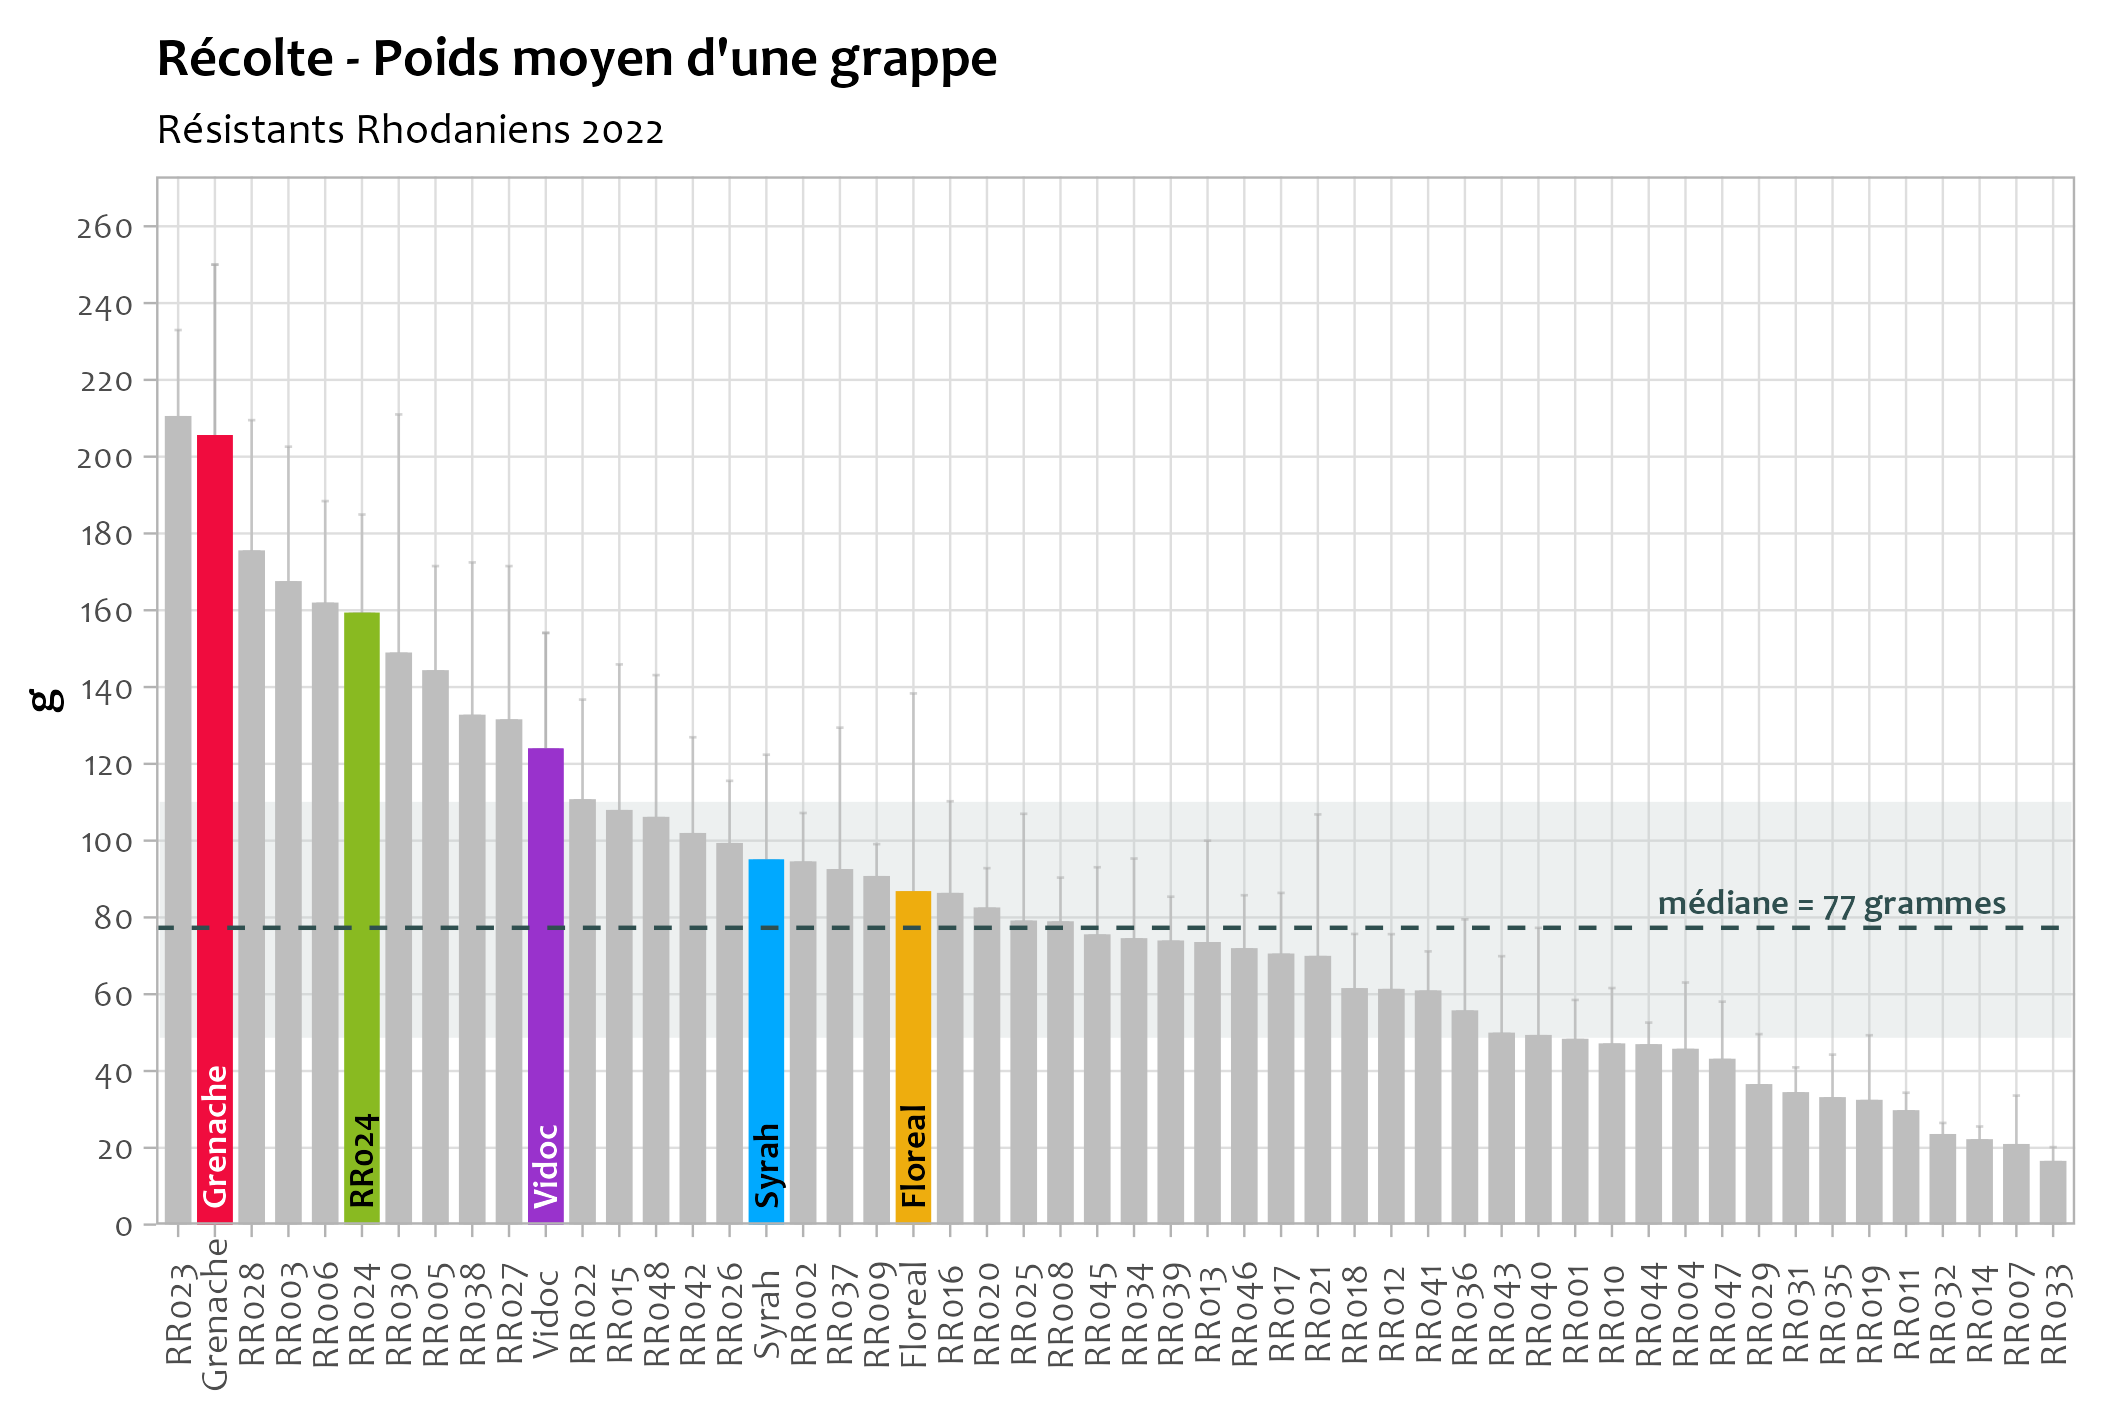 Récolte - Poids moyen d'une grappe
Résistants Rhodaniens 2022
260
240
220
200
180
160
140
120
100
80
60
40
20
0
g
médiane = 77 grammes
Grenache
RR024
Vidoc
Syrah
Floreal
RR023
Grenache
RR028
RR003
RR006
RR024
RR030
RR005
RR038
RR027
Vidoc
RR022
RR015
RR048
RR042
RR026
Syrah
RR002
RR037
RR009
Floreal
RR016
RR020
RR025
RR008
RR045
RR034
RR039
RR013
RR046
RR017
RR021
RR018
RR012
RR041
RR036
RR043
RR040
RR001
RR010
RR044
RR004
RR047
RR029
RR031
RR035
RR019
RR011
RR032
RR014
RR007
RR033